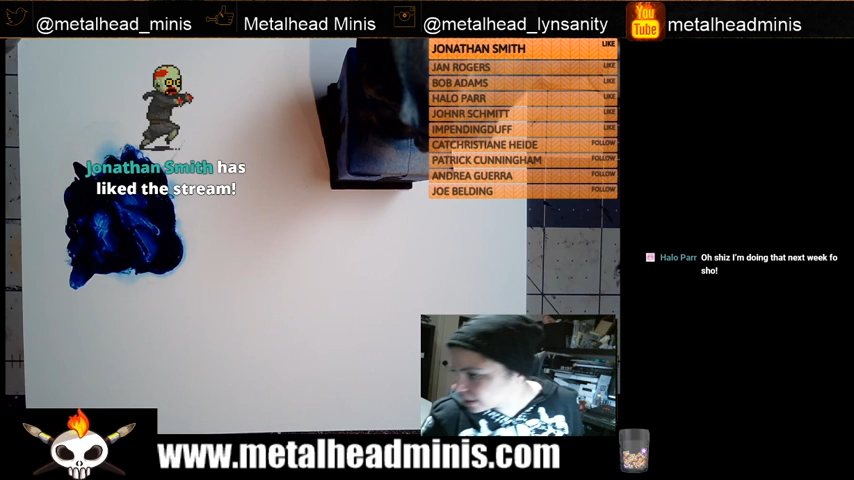 @metalhead_minis
Metalhead Minis
@metalhead_lynsanity
You
Tube
metalheadminis
JONATHAN SMITH LIKE
JAN ROGERS LIKE
BOB ADAMS LIKE
HALO PARR LIKE
JOHNR SCHMITT LIKE
IMPENDINGDUFF LIKE
CATCHRISTIANE HEIDE FOLLOW
PATRICK CUNNINGHAM FOLLOW
ANDREA GUERRA FOLLOW
JOE BELDING FOLLOW
Jonathan Smith has
liked the stream!
Halo Parr Oh shiz I'm doing that next week fo
sho!
www.metalheadminis.com